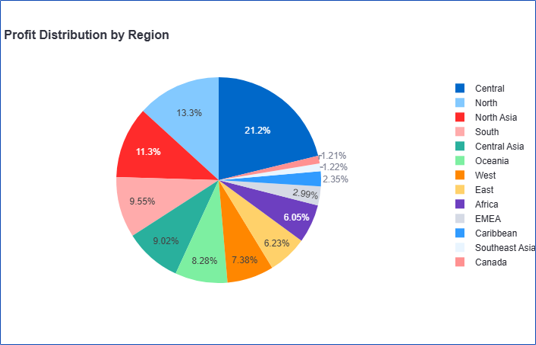 Profit Distribution by Region
21.2%
13.3%
11.3%
9.55%
9.02%
8.28%
7.38%
6.23%
6.05%
2.99%
2.35%
1.22%
1.21%
Central
North
North Asia
South
Central Asia
Oceania
West
East
Africa
EMEA
Caribbean
Southeast Asia
Canada